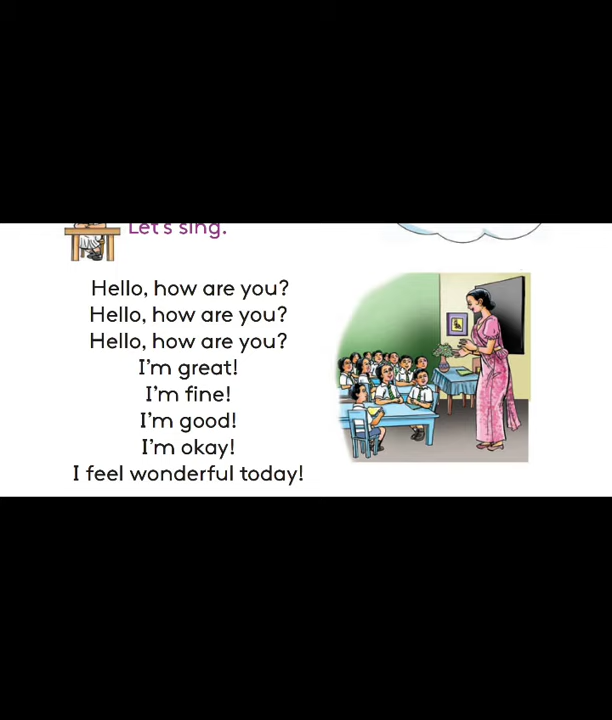 Let's sing.
Hello, how are you?
Hello, how are you?
Hello, how are you?
I'm great!
I'm fine!
I'm good!
I'm okay!
I feel wonderful today!